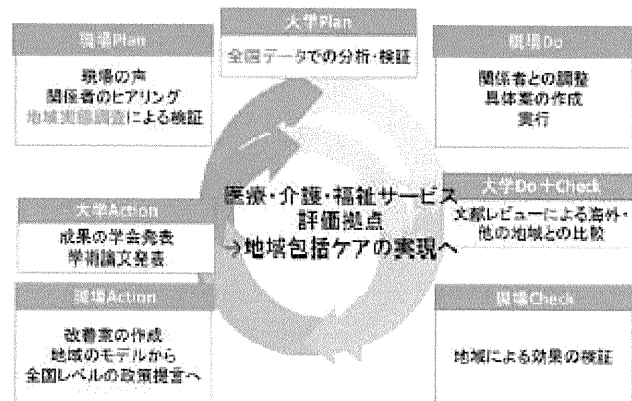 大学Plan
全国データでの分析・検証
現場Plan
現場の声
関係者のヒアリング
地域実態調査による検証
現場Do
関係者との調整
具体案の作成
実行
医療・介護・福祉サービス
評価拠点
→地域包括ケアの実現へ
大学Do+Check
文献レビューによる海外・
他の地域との比較
大学Action
成果の学会発表
学術論文発表
現場Action
改善案の作成
地域のモデルから
全国レベルの政策提言へ
現場Check
地域による効果の検証